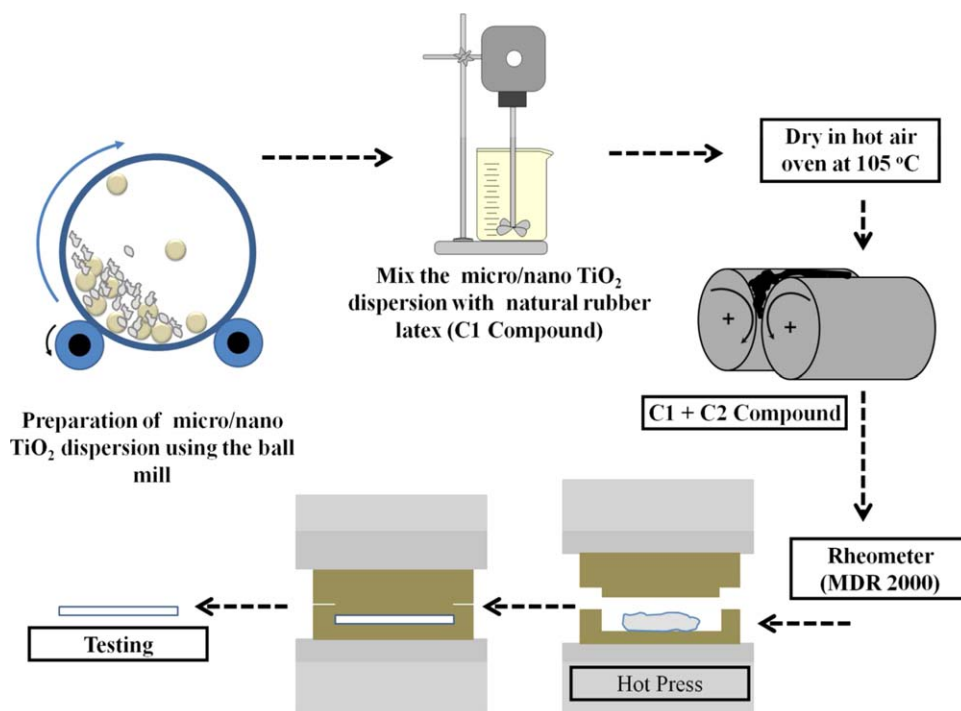 Preparation of micro/nano
TiO₂ dispersion using the ball
mill
Mix the micro/nano TiO₂
dispersion with natural rubber
latex (C1 Compound)
Dry in hot air
oven at 105 ᵒC
+ +
C1 + C2 Compound
Rheometer
(MDR 2000)
Hot Press
Testing